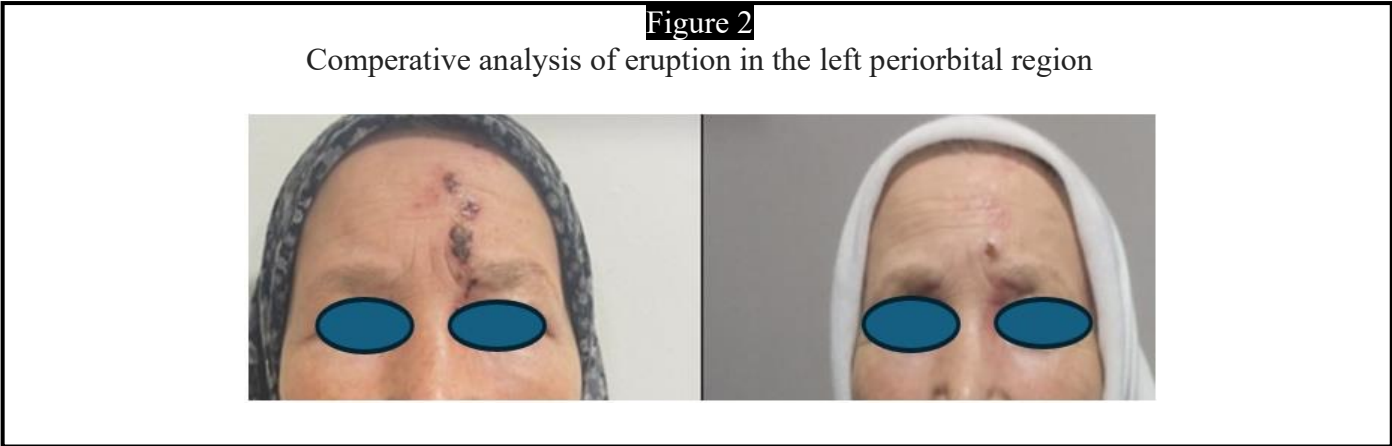 Figure 2
Comperative analysis of eruption in the left periorbital region